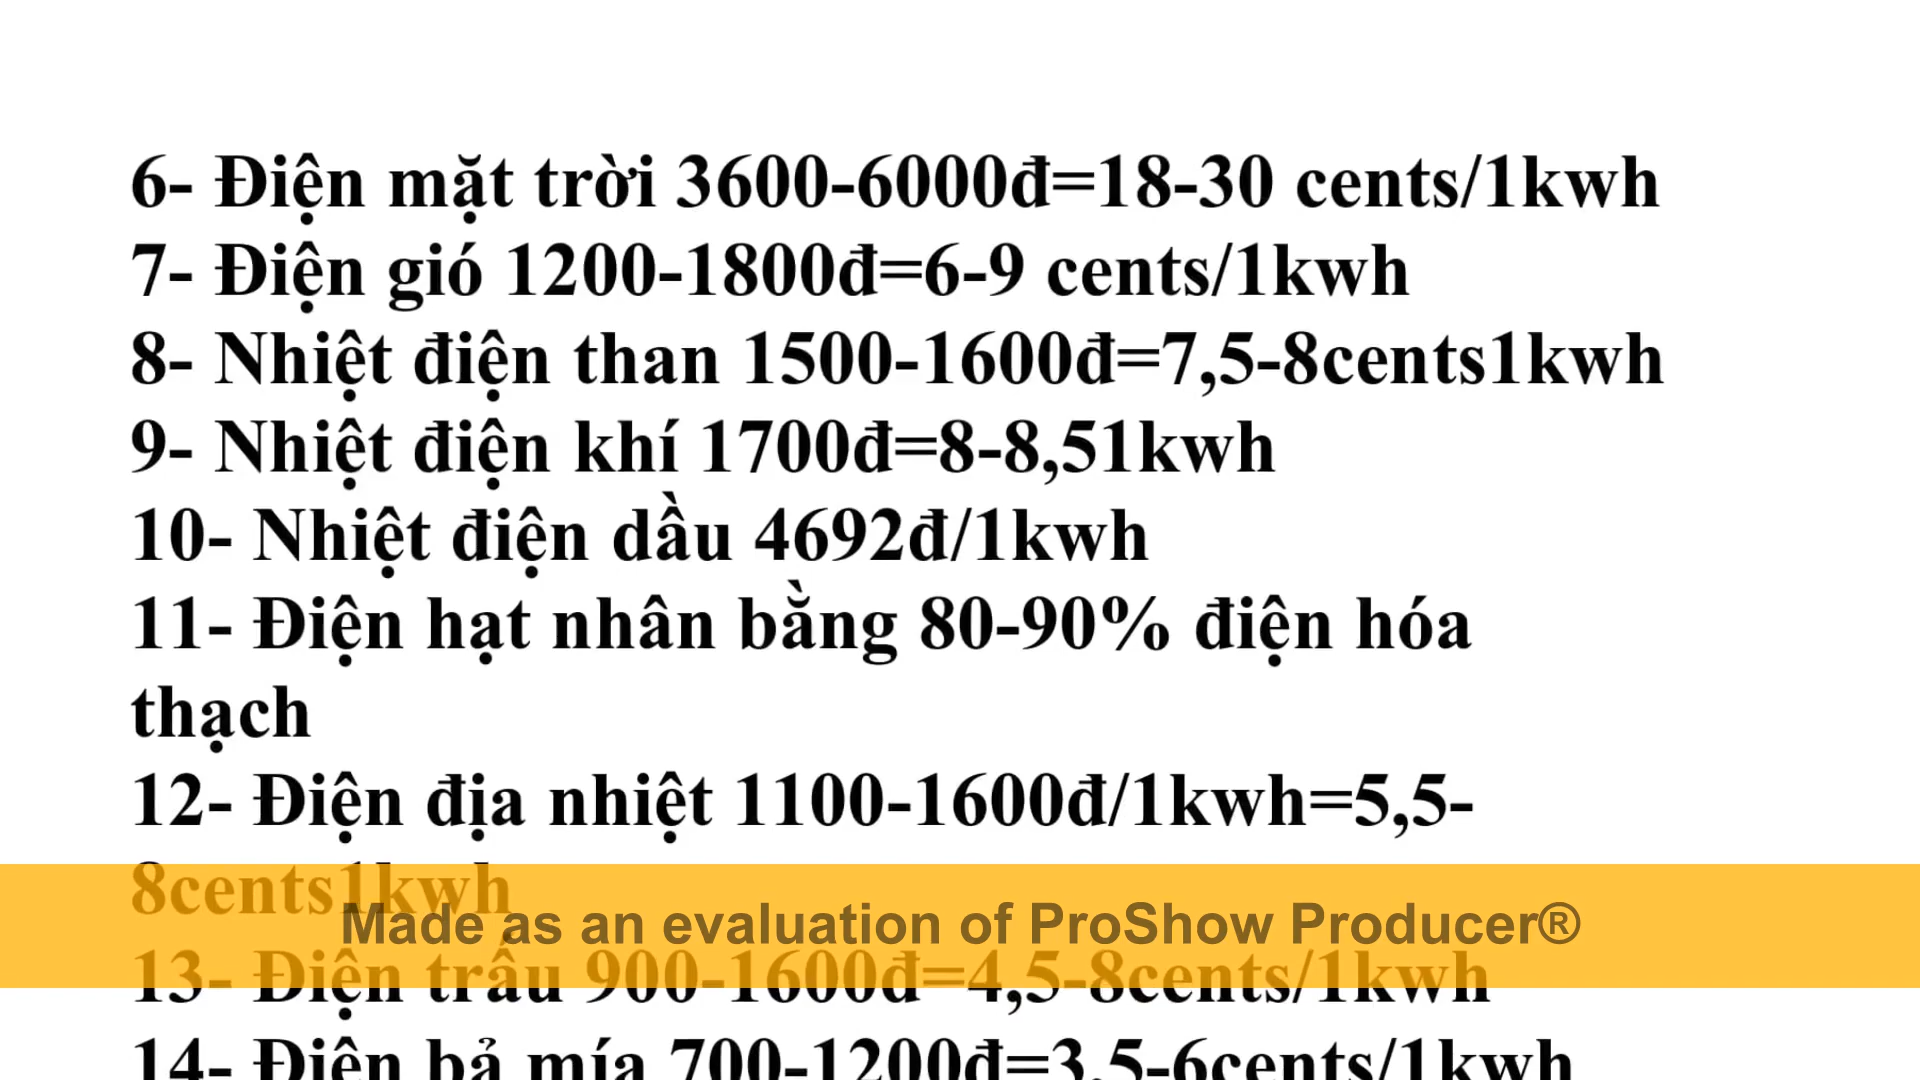 6- Điện mặt trời 3600-6000đ=18-30 cents/1kwh
7- Điện gió 1200-1800đ=6-9 cents/1kwh
8- Nhiệt điện than 1500-1600đ=7,5-8cents1kwh
9- Nhiệt điện khí 1700đ=8-8,51kwh
10- Nhiệt điện dầu 4692đ/1kwh
11- Điện hạt nhân bằng 80-90% điện hóa
thạch
12- Điện địa nhiệt 1100-1600đ/1kwh=5,5-
8cents1kwh
Made as an evaluation of ProShow Producer®
13- Điện trấu 900-1600đ=4,5-8cents/1kwh
14- Điện bả mía 700-1200đ=3,5-6cents/1kwh